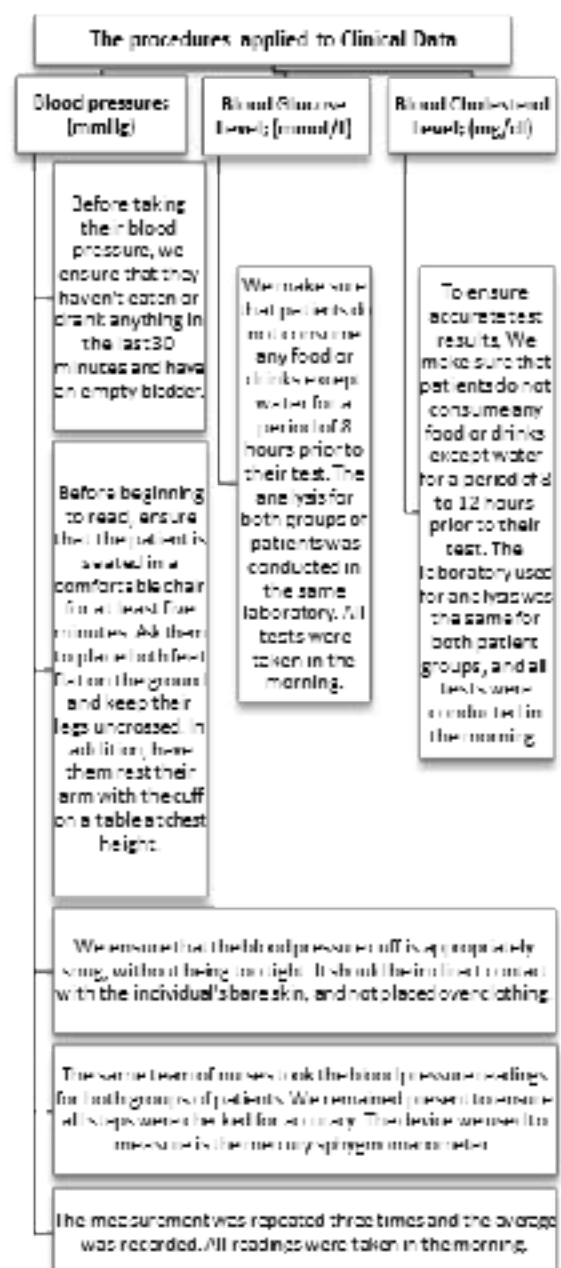 The procedures applied to Clinical Data
Blood pressures
(mmHg)
Blood Glucose
Level; [mmol/l]
Blood Cholesterol
Level; (mg/dl)
Before taking
their blood
pressure, we
ensure that they
haven't eaten or
drank anything in
the last 30
minutes and have
an empty bladder.
Before beginning
to read, ensure
that the patient is
seated in a
comfortable chair
for at least five
minutes. Ask them
to place both feet
flat on the ground
and keep their
legs uncrossed. In
addition, have
them rest their
arm with the cuff
on a table at chest
height.
We make sure
that patients do
not consume
any food or
drinks except
water for a
period of 8
hours prior to
their test. The
analysis for
both groups of
patients was
conducted in
the same
laboratory. All
tests were
taken in the
morning.
To ensure
accurate test
results, We
make sure that
patients do not
consume any
food or drinks
except water
for a period of 8
to 12 hours
prior to their
test. The
laboratory used
for analysis was
the same for
both patient
groups, and all
tests were
conducted in
the morning.
We ensure that the blood pressure cuff is appropriately
snug, without being too tight. It should be in direct contact
with the individual's bare skin, and not placed over clothing.
The same team of nurses took the blood pressure readings
for both groups of patients. We remained present to ensure
all steps were checked for accuracy. The device we used to
measure is the mercury sphygmomanometer
The measurement was repeated three times and the average
was recorded. All readings were taken in the morning.